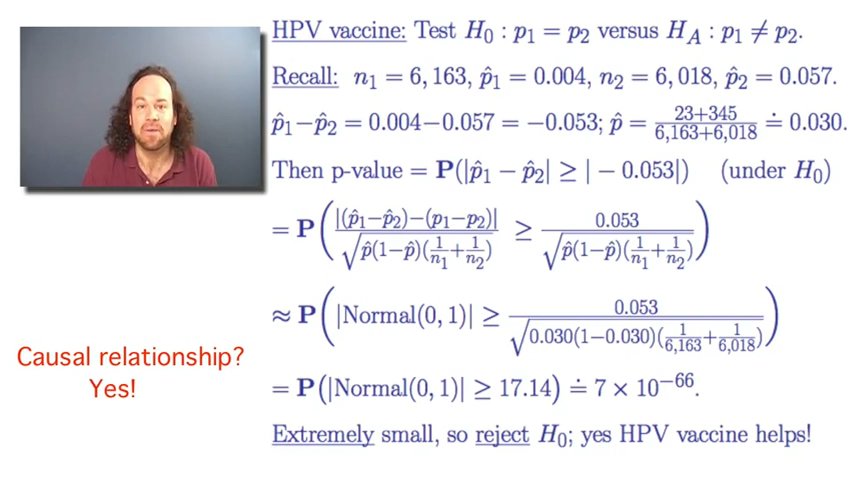 HPV vaccine: Test H₀ : p₁ = p₂ versus H_A : p₁ ≠ p₂.
Recall: n₁ = 6,163, p̂₁ = 0.004, n₂ = 6,018, p̂₂ = 0.057.
p̂₁−p̂₂ = 0.004−0.057 = −0.053; p̂ = (23+345)/(6,163+6,018) ≐ 0.030.
Then p-value = P(|p̂₁ − p̂₂| ≥ | − 0.053|) (under H₀)
= P( |(p̂₁−p̂₂)−(p₁−p₂)| / √(p̂(1−p̂)(1/n₁+1/n₂)) ≥ 0.053 / √(p̂(1−p̂)(1/n₁+1/n₂)) )
≈ P( |Normal(0, 1)| ≥ 0.053 / √(0.030(1−0.030)(1/6,163+1/6,018)) )
= P(|Normal(0, 1)| ≥ 17.14) ≐ 7 × 10⁻⁶⁶.
Extremely small, so reject H₀; yes HPV vaccine helps!
Causal relationship?
Yes!